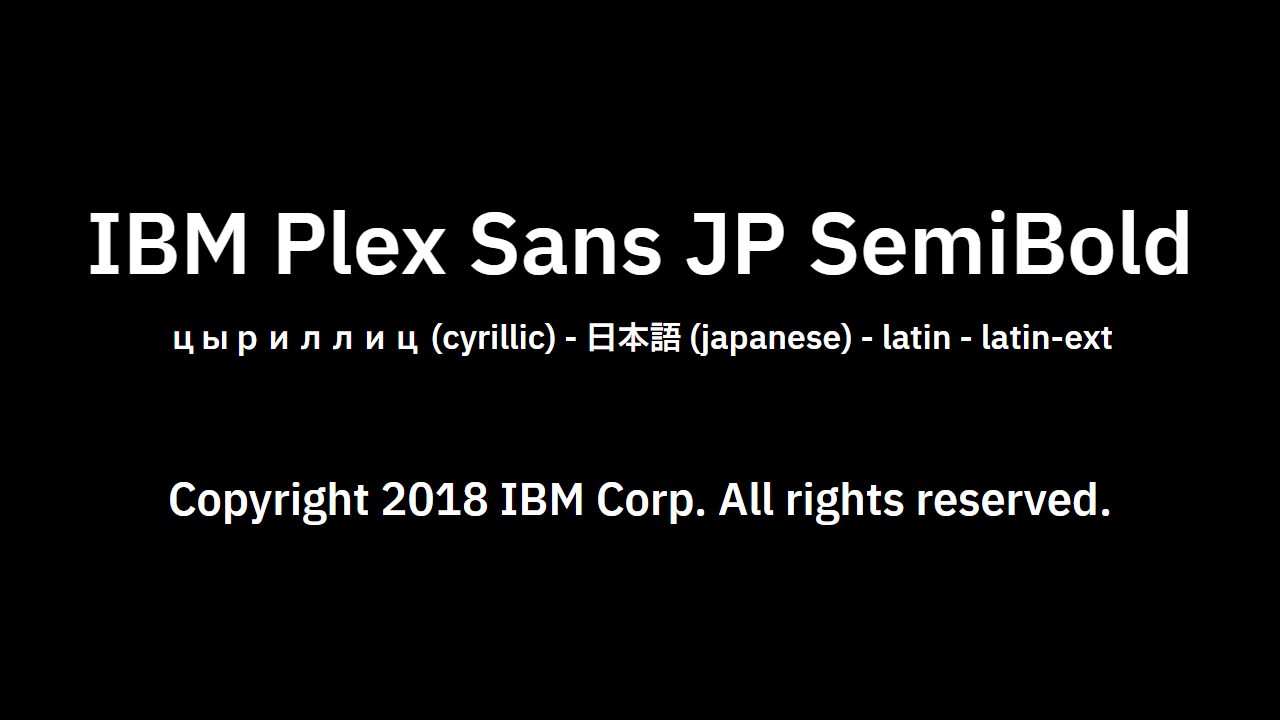 IBM Plex Sans JP SemiBold
цыриллиц (cyrillic) - 日本語 (japanese) - latin - latin-ext
Copyright 2018 IBM Corp. All rights reserved.